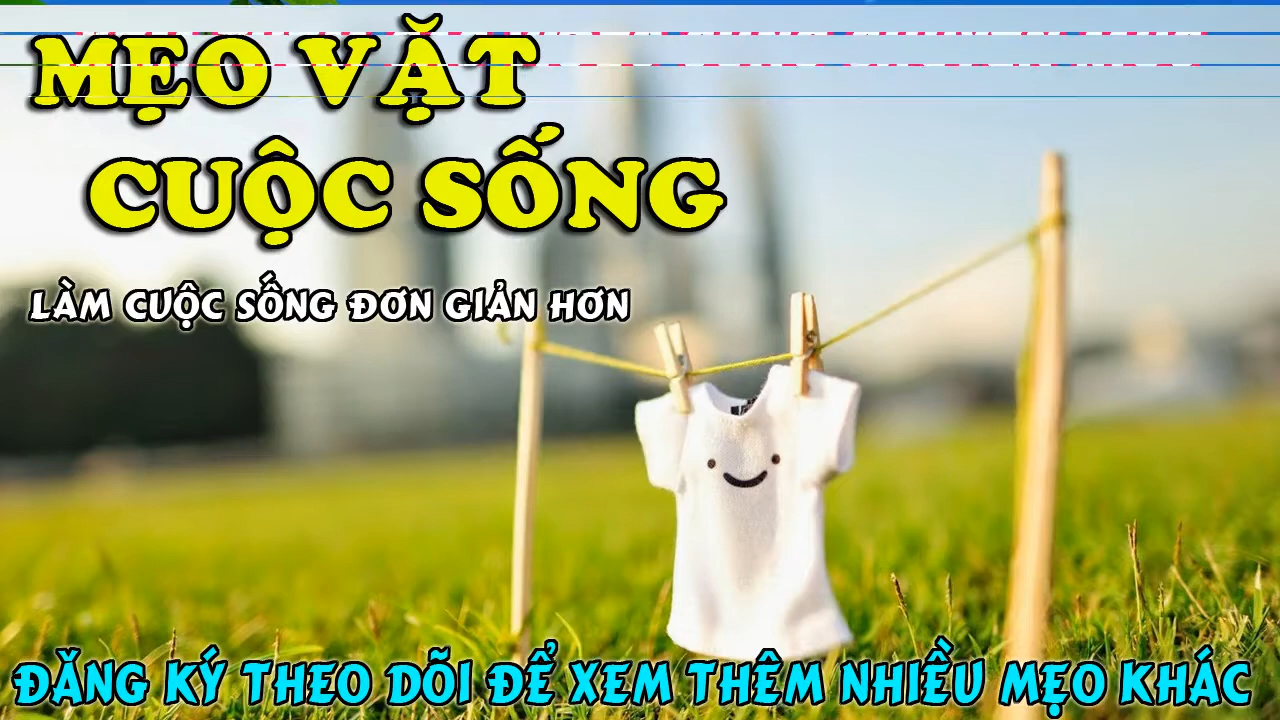 MẸO VẶT
CUỘC SỐNG
LÀM CUỘC SỐNG ĐƠN GIẢN HƠN
ĐĂNG KÝ THEO DÕI ĐỂ XEM THÊM NHIỀU MẸO KHÁC